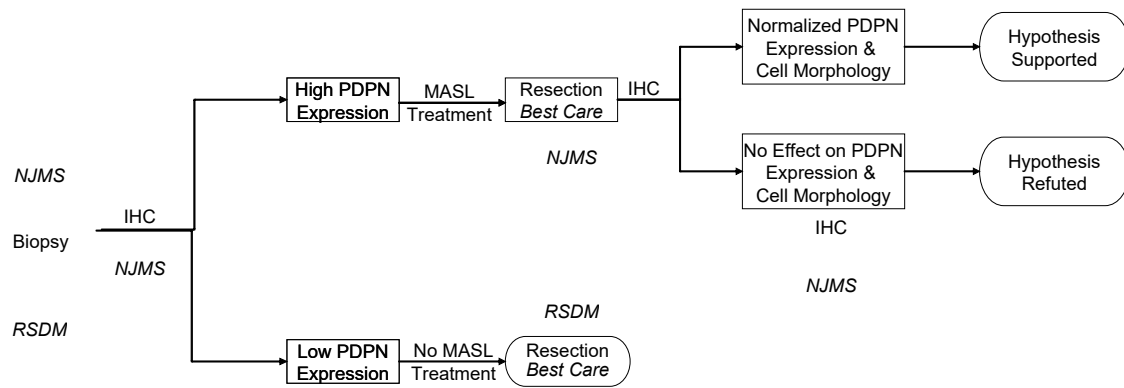 NJMS
Biopsy
RSDM
IHC
NJMS
High PDPN
Expression
MASL
Treatment
Resection
Best Care
NJMS
IHC
Normalized PDPN
Expression &
Cell Morphology
Hypothesis
Supported
No Effect on PDPN
Expression &
Cell Morphology
Hypothesis
Refuted
IHC
NJMS
Low PDPN
Expression
No MASL
Treatment
RSDM
Resection
Best Care